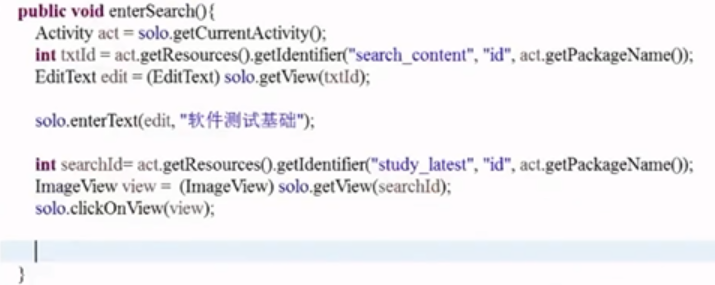 public void enterSearch(){
Activity act = solo.getCurrentActivity();
int txtId = act.getResources().getIdentifier("search_content", "id", act.getPackageName());
EditText edit = (EditText) solo.getView(txtId);
solo.enterText(edit, "软件测试基础");
int searchId= act.getResources().getIdentifier("study_latest", "id", act.getPackageName());
ImageView view = (ImageView) solo.getView(searchId);
solo.clickOnView(view);
}